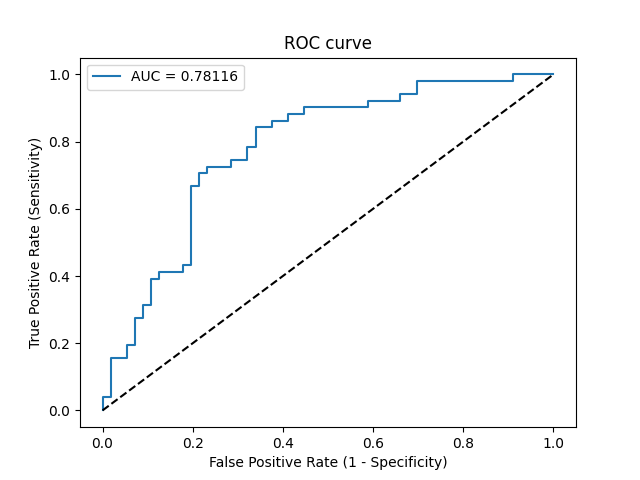 ROC curve
AUC = 0.78116
1.0
0.8
0.6
0.4
0.2
0.0
True Positive Rate (Sensitivity)
0.0 0.2 0.4 0.6 0.8 1.0
False Positive Rate (1 - Specificity)